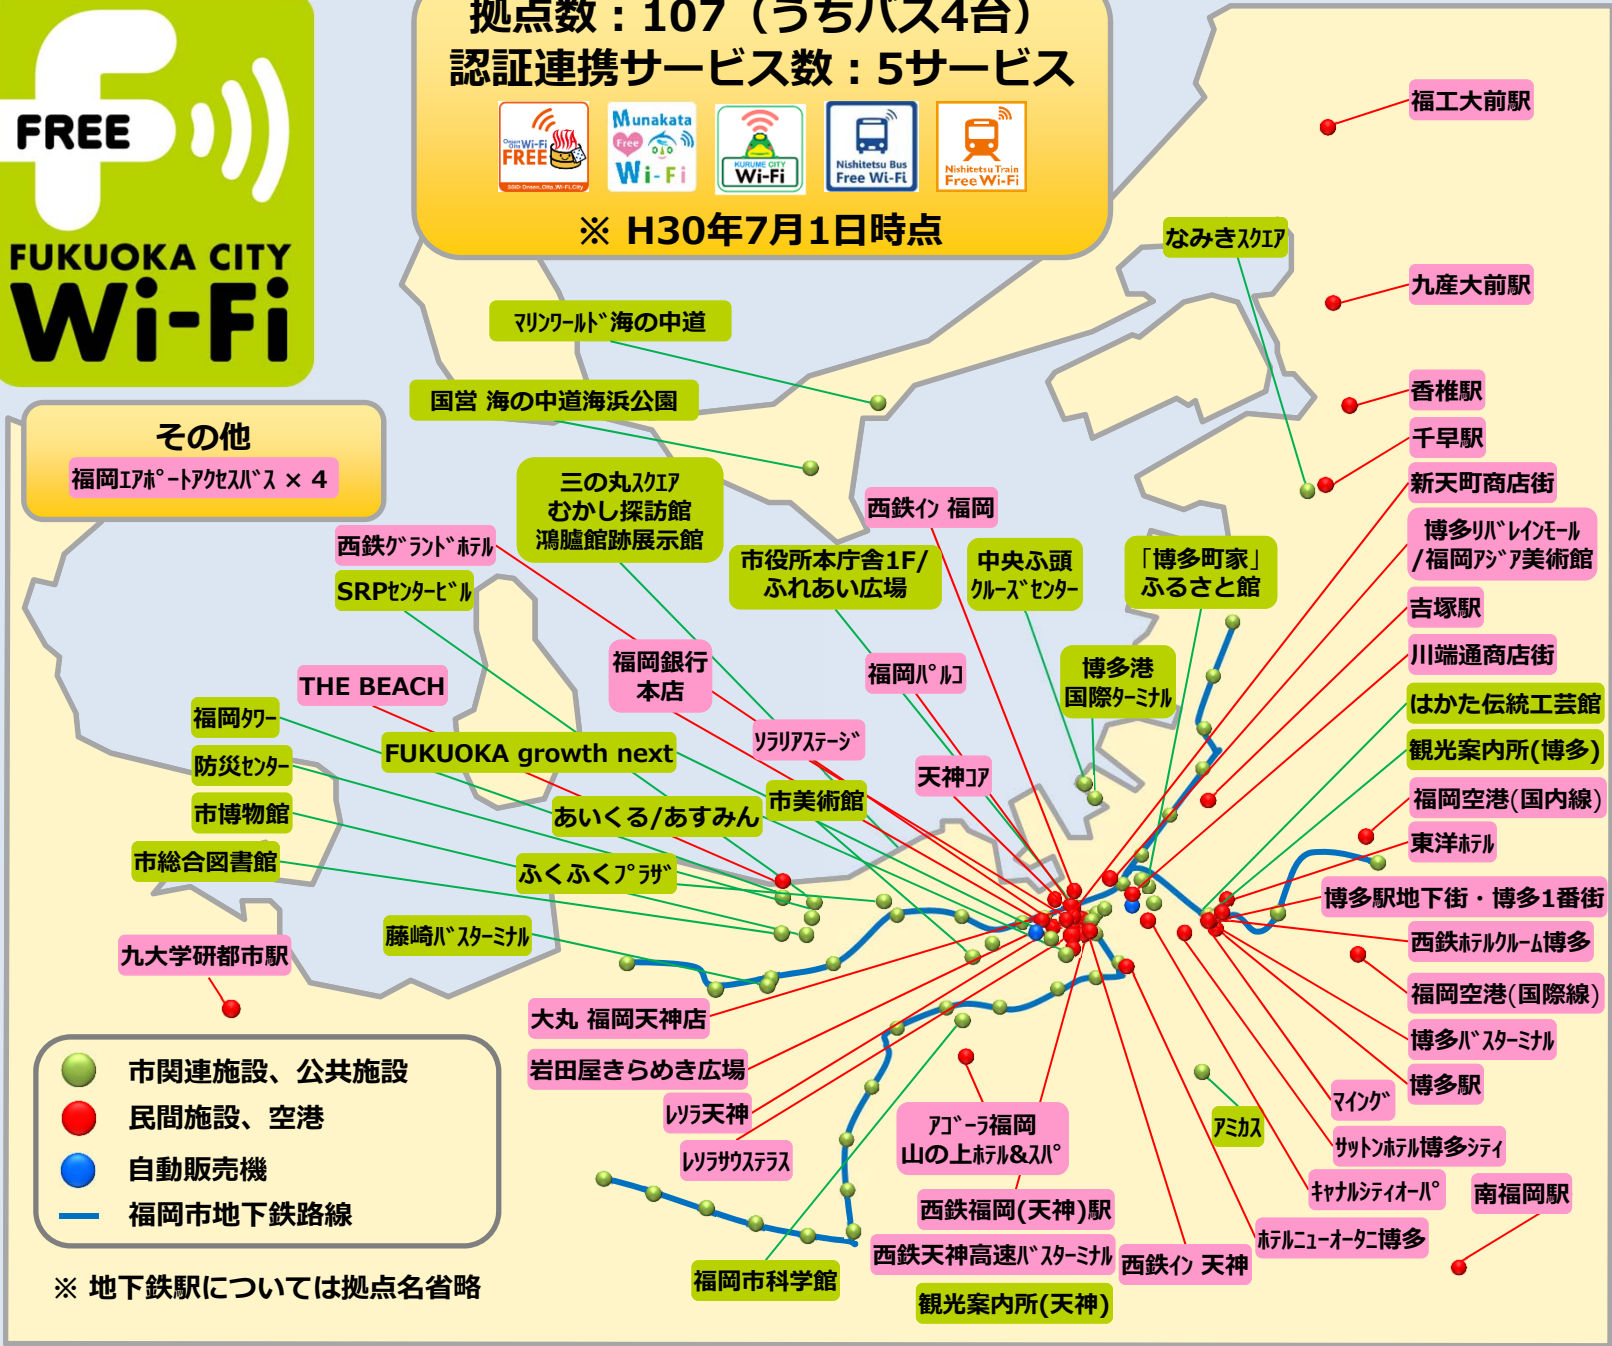 FREE
FUKUOKA CITY
Wi-Fi
拠点数:107(うちバス4台)
認証連携サービス数:5サービス
Wi-Fi
FREE
Munakata
Free
Wi-Fi
KURUME CITY
Wi-Fi
Nishitetsu Bus
Free Wi-Fi
Nishitetsu Train
Free Wi-Fi
※ H30年7月1日時点
その他
福岡ｴｱﾎﾟｰﾄｱｸｾｽﾊﾞｽ × 4
福工大前駅
なみきｽｸｴｱ
九産大前駅
ﾏﾘﾝﾜｰﾙﾄﾞ海の中道
国営 海の中道海浜公園
香椎駅
千早駅
新天町商店街
三の丸ｽｸｴｱ
むかし探訪館
鴻臚館跡展示館
西鉄ｲﾝ 福岡
博多ﾘﾊﾞﾚｲﾝﾓｰﾙ
/福岡ｱｼﾞｱ美術館
西鉄ｸﾞﾗﾝﾄﾞﾎﾃﾙ
SRPｾﾝﾀｰﾋﾞﾙ
市役所本庁舎1F/
ふれあい広場
中央ふ頭
ｸﾙｰｽﾞｾﾝﾀｰ
「博多町家」
ふるさと館
吉塚駅
川端通商店街
福岡銀行
本店
福岡ﾊﾟﾙｺ
博多港
国際ﾀｰﾐﾅﾙ
THE BEACH
はかた伝統工芸館
福岡ﾀﾜｰ
ｿﾗﾘｱｽﾃｰｼﾞ
FUKUOKA growth next
観光案内所(博多)
防災ｾﾝﾀｰ
天神ｺｱ
市美術館
福岡空港(国内線)
市博物館
あいくる/あすみん
東洋ﾎﾃﾙ
市総合図書館
ふくふくﾌﾟﾗｻﾞ
博多駅地下街・博多1番街
藤崎ﾊﾞｽﾀｰﾐﾅﾙ
西鉄ﾎﾃﾙｸﾙｰﾑ博多
九大学研都市駅
福岡空港(国際線)
大丸 福岡天神店
博多ﾊﾞｽﾀｰﾐﾅﾙ
岩田屋きらめき広場
博多駅
ﾏｲﾝｸﾞ
ﾚｿﾗ天神
ｱｺﾞｰﾗ福岡
山の上ﾎﾃﾙ&ｽﾊﾟ
ｱﾐｶｽ
ｻｯﾄﾝﾎﾃﾙ博多ｼﾃｨ
ﾚｿﾗｻｳｽﾃﾗｽ
ｷｬﾅﾙｼﾃｨｵｰﾊﾟ
南福岡駅
西鉄福岡(天神)駅
ﾎﾃﾙﾆｭｰｵｰﾀﾆ博多
西鉄天神高速ﾊﾞｽﾀｰﾐﾅﾙ
西鉄ｲﾝ 天神
福岡市科学館
観光案内所(天神)
市関連施設、公共施設
民間施設、空港
自動販売機
福岡市地下鉄路線
※ 地下鉄駅については拠点名省略